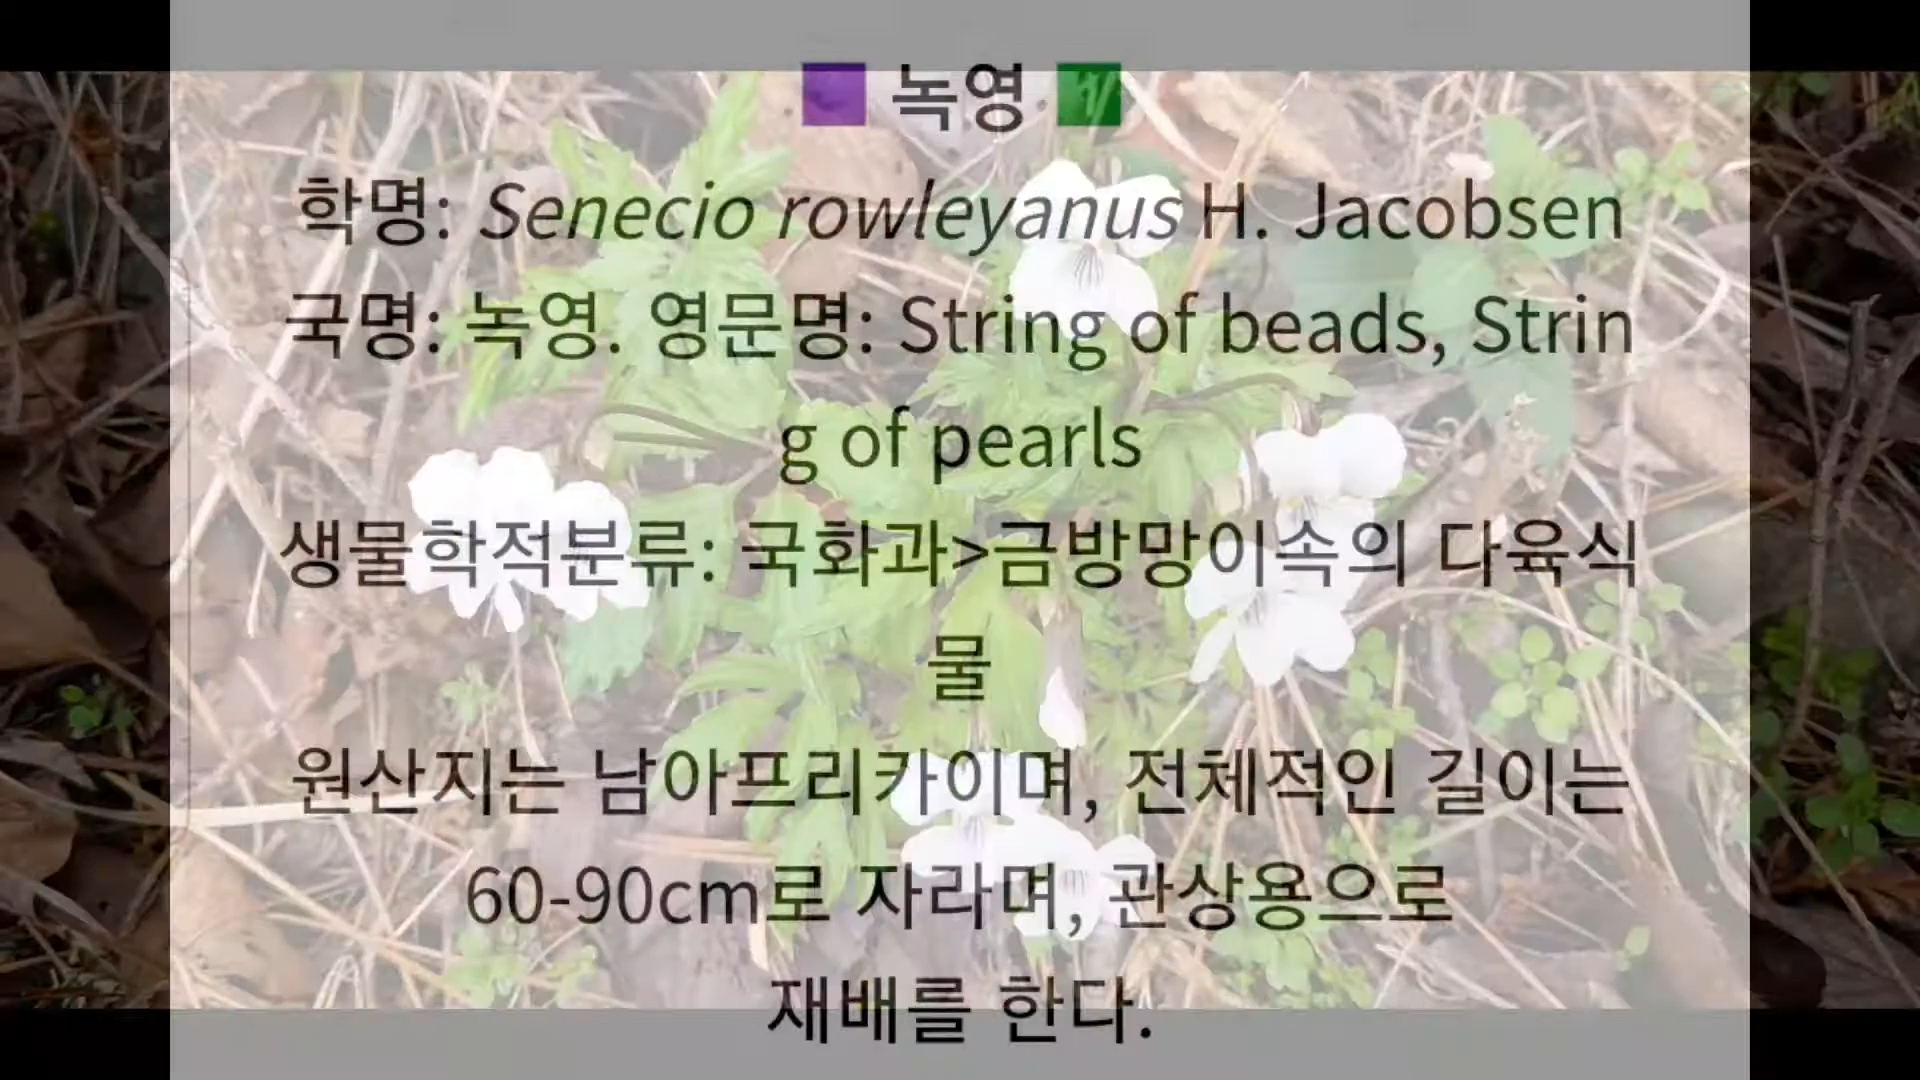 녹영
학명: Senecio rowleyanus H. Jacobsen
국명: 녹영. 영문명: String of beads, Strin
g of pearls
생물학적분류: 국화과>금방망이속의 다육식
물
원산지는 남아프리카이며, 전체적인 길이는
60-90cm로 자라며, 관상용으로
재배를 한다.